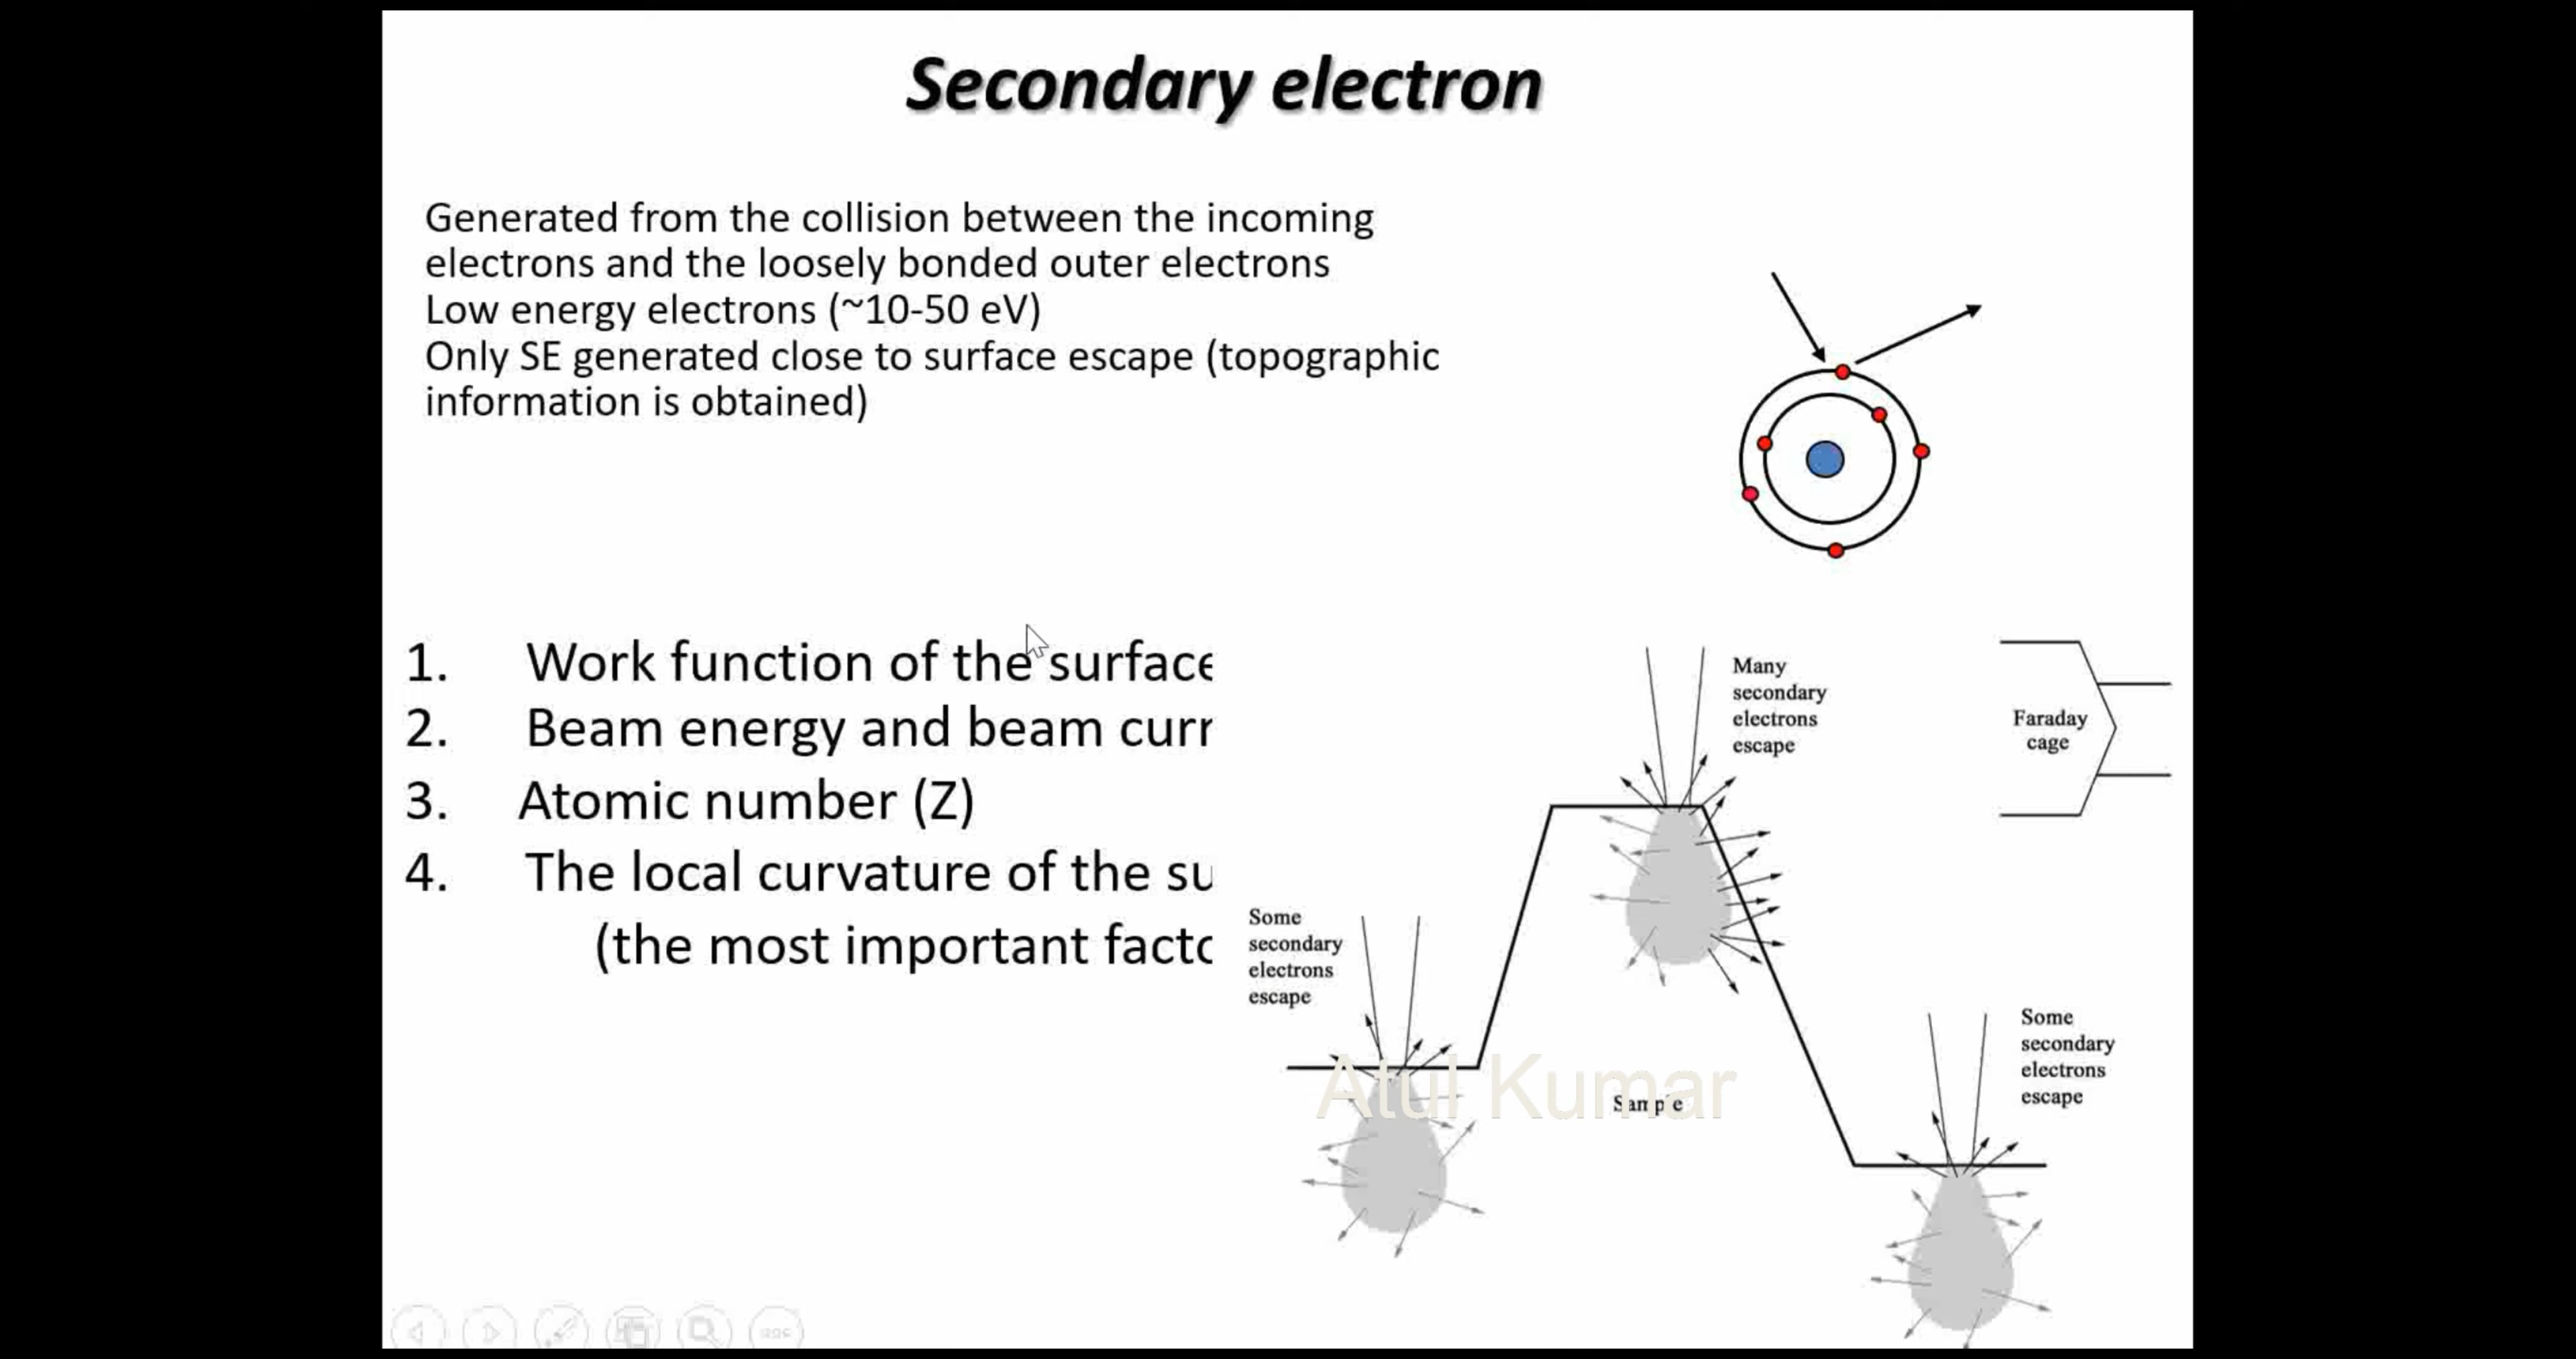 Secondary electron
Generated from the collision between the incoming
electrons and the loosely bonded outer electrons
Low energy electrons (~10-50 eV)
Only SE generated close to surface escape (topographic
information is obtained)
1. Work function of the surface
2. Beam energy and beam curr
3. Atomic number (Z)
4. The local curvature of the su
(the most important facto
Many
secondary
electrons
escape
Faraday
cage
Some
secondary
electrons
escape
Sample
Some
secondary
electrons
escape
Atul Kumar